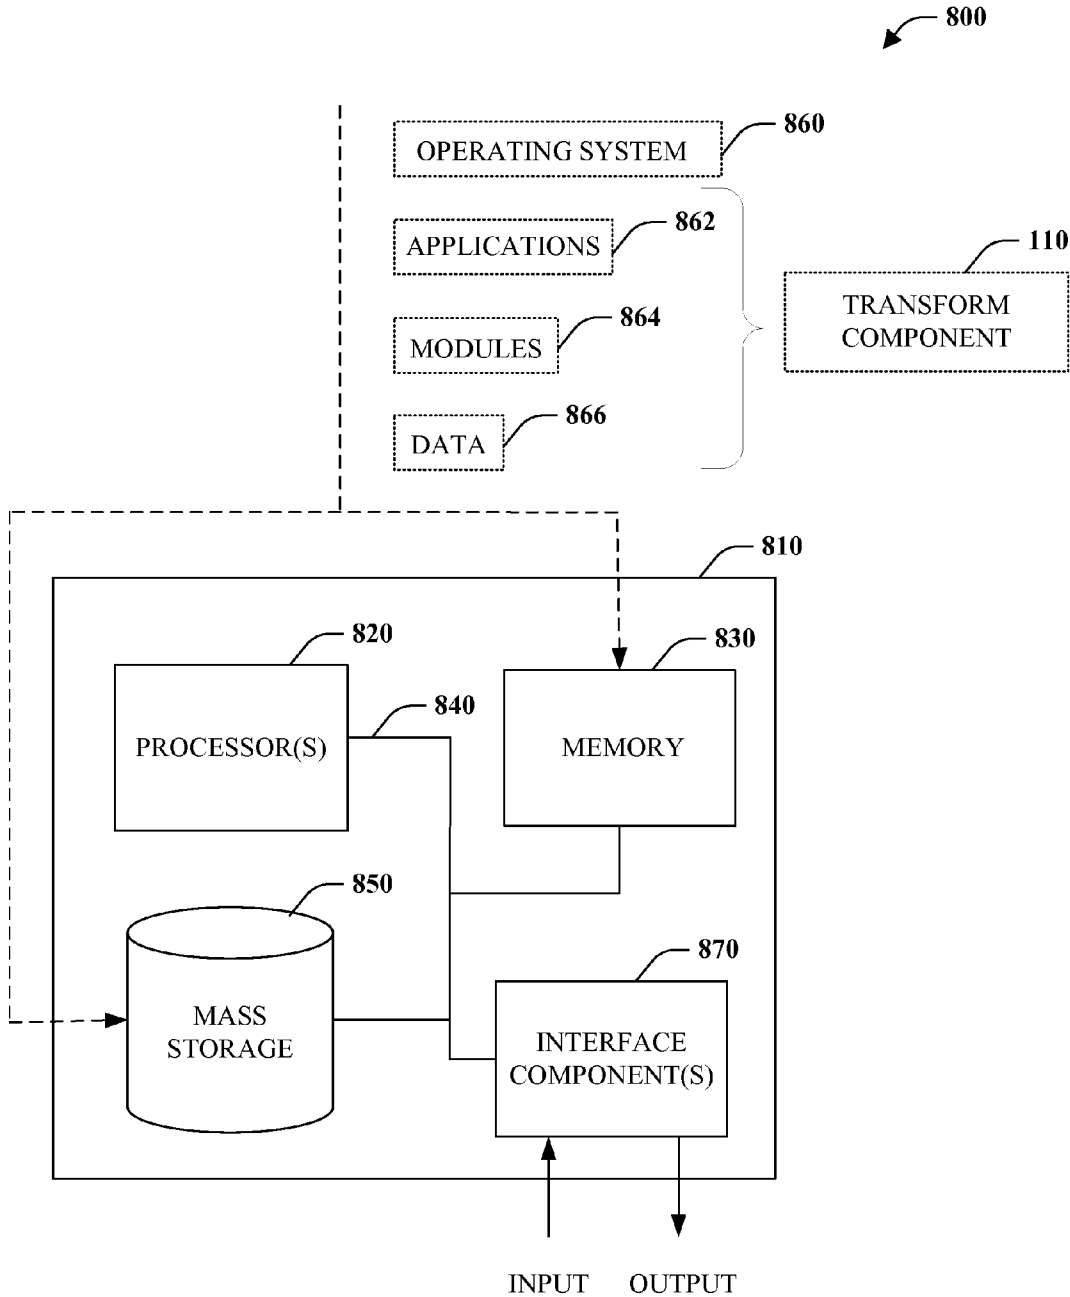 800
860
OPERATING SYSTEM
862
APPLICATIONS
110
TRANSFORM
COMPONENT
864
MODULES
866
DATA
810
820
830
840
PROCESSOR(S)
MEMORY
850
870
MASS
STORAGE
INTERFACE
COMPONENT(S)
INPUT
OUTPUT